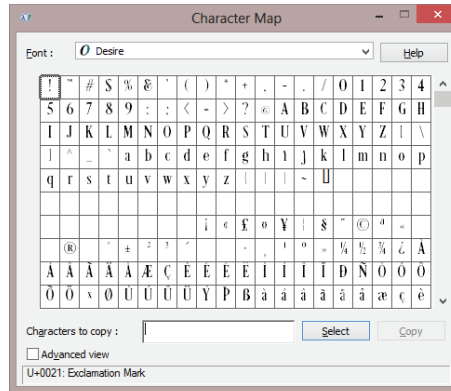 Character Map
Font : O Desire Help
! " # $ % & ' ( ) * + , - . / 0 1 2 3 4
5 6 7 8 9 : ; < = > ? @ A B C D E F G H
I J K L M N O P Q R S T U V W X Y Z [ \
] ^ _ ` a b c d e f g h i j k l m n o p
q r s t u v w x y z { | } ~
¡ ¢ £ ¤ ¥ ¦ § ¨ © ª «
® ¯ ° ± ² ³ ´ · ¸ ¹ º » ¼ ½ ¾ ¿ À
Á Â Ã Ä Å Æ Ç È É Ê Ë Ì Í Î Ï Ð Ñ Ò Ó Ô
Õ Ö × Ø Ù Ú Û Ü Ý Þ ß à á â ã ä å æ ç è
Characters to copy : Select Copy
Advanced view
U+0021: Exclamation Mark